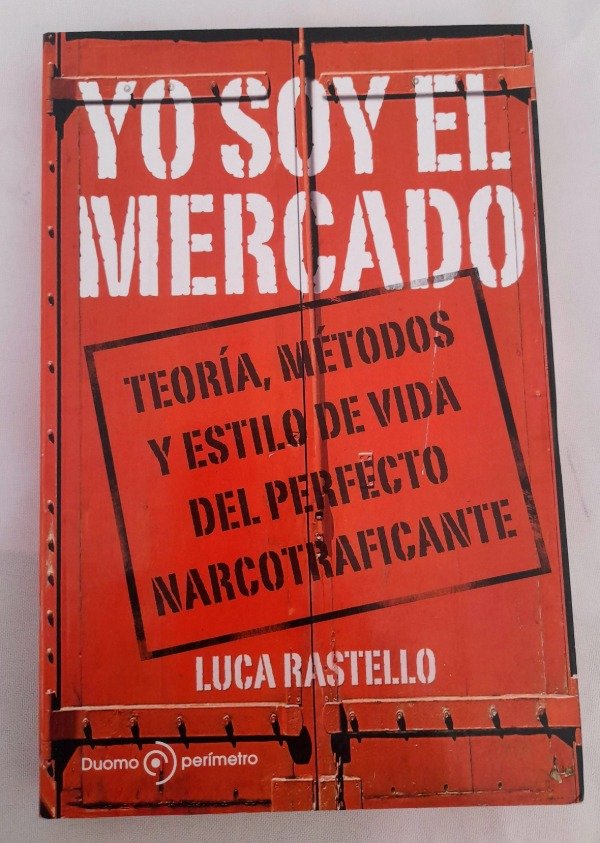 YO SOY EL
MERCADO
TEORÍA, MÉTODOS
Y ESTILO DE VIDA
DEL PERFECTO
NARCOTRAFICANTE
LUCA RASTELLO
Duomo perímetro